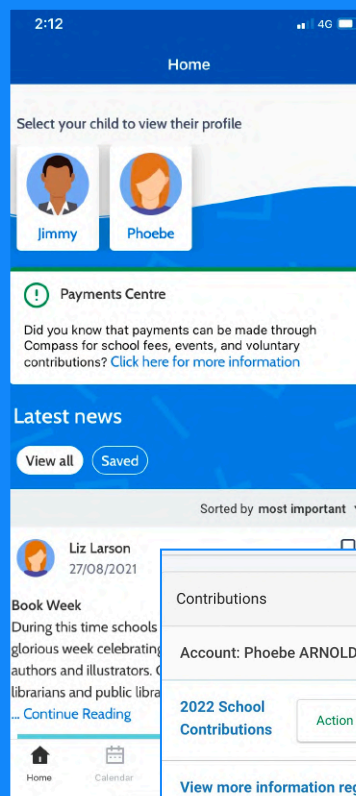 2:12
4G
Home
Select your child to view their profile
Jimmy
Phoebe
Payments Centre
Did you know that payments can be made through
Compass for school fees, events, and voluntary
contributions? Click here for more information
Latest news
View all
Saved
Sorted by most important
Liz Larson
27/08/2021
Book Week
During this time schools
glorious week celebrating
authors and illustrators.
librarians and public libra
... Continue Reading
Home
Calendar
Contributions
Account: Phoebe ARNOLD
2022 School
Contributions
Action
View more information reg